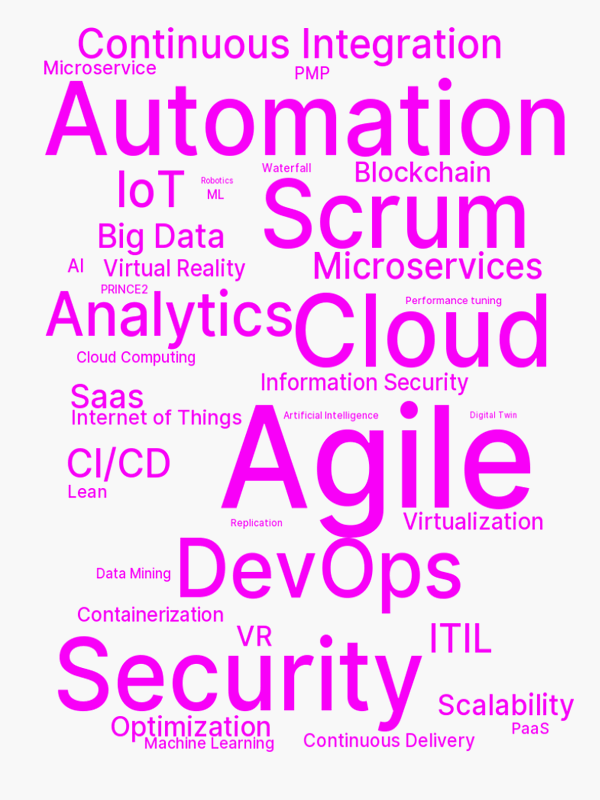 Continuous Integration
Microservice
PMP
Automation
Waterfall
Blockchain
IoT
Robotics
ML
Scrum
Big Data
AI
Virtual Reality
Microservices
PRINCE2
Analytics
Cloud
Performance tuning
Cloud Computing
Information Security
Saas
Internet of Things
Artificial Intelligence
Digital Twin
Agile
CI/CD
Lean
Replication
Virtualization
DevOps
Data Mining
Containerization
VR
ITIL
Security
Scalability
Optimization
PaaS
Machine Learning
Continuous Delivery